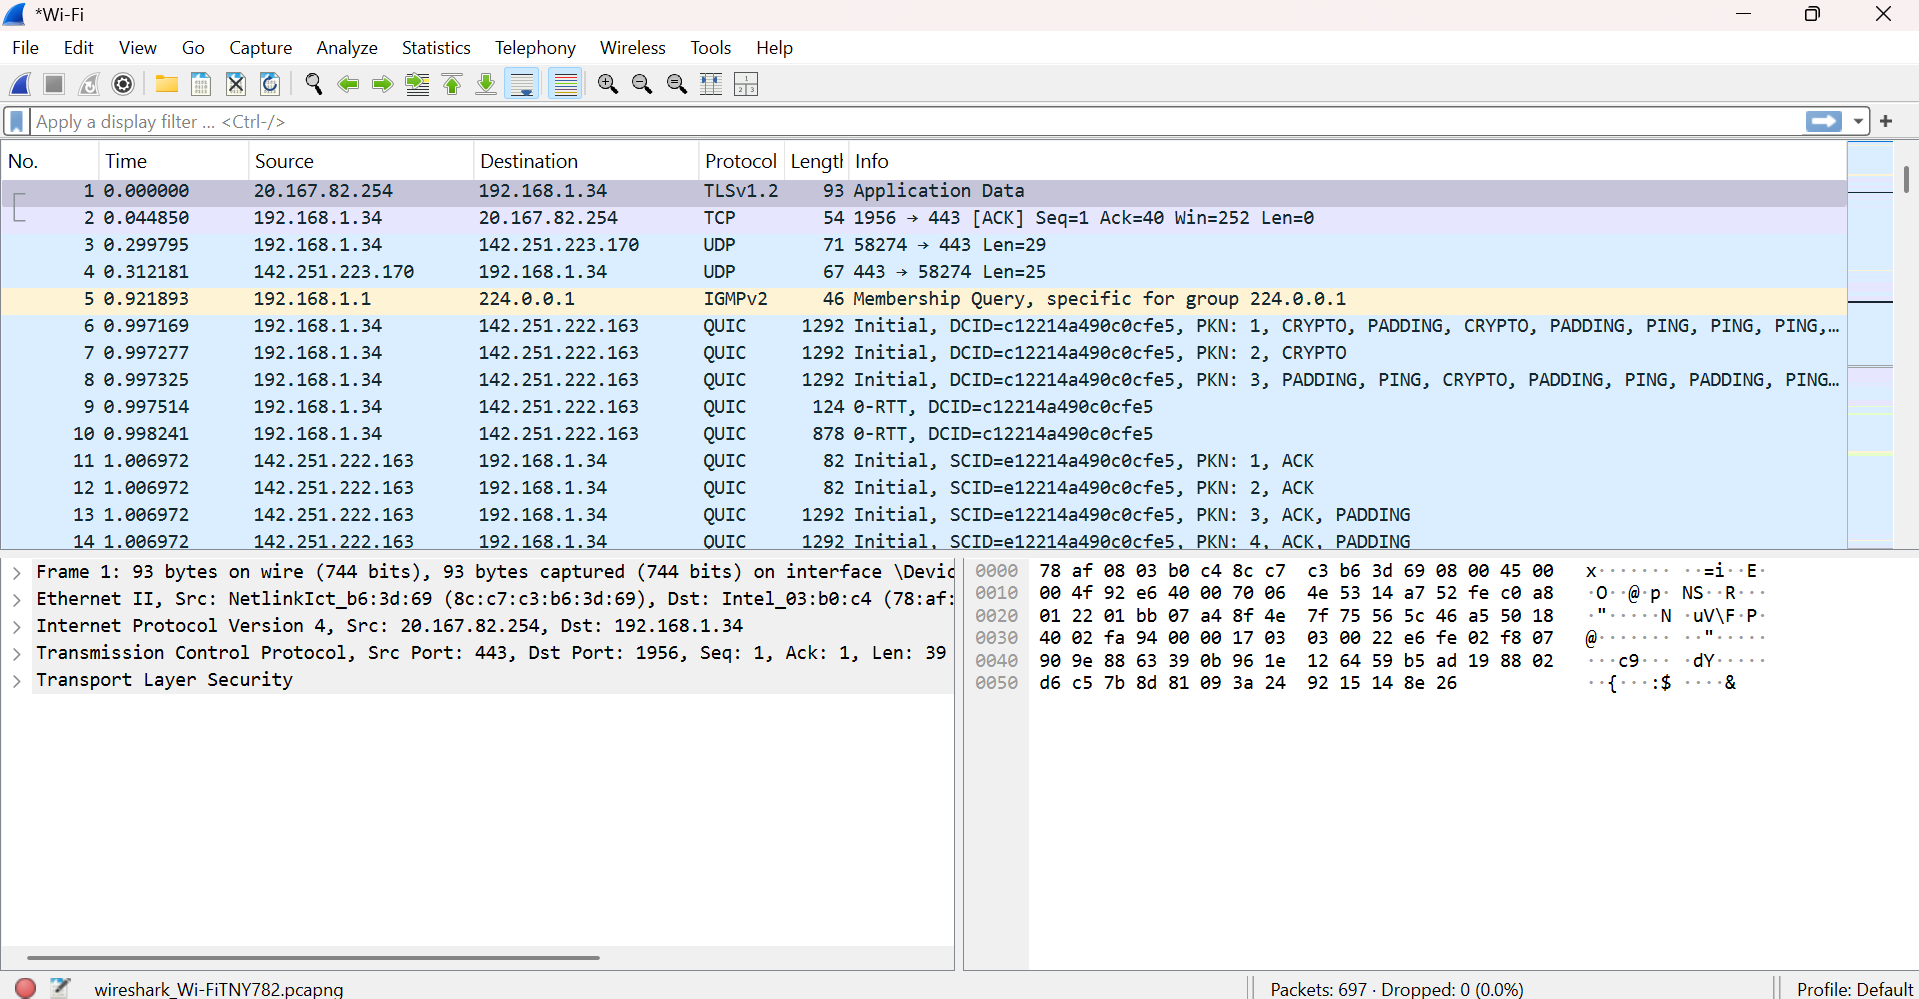 *Wi-Fi
File Edit View Go Capture Analyze Statistics Telephony Wireless Tools Help
Apply a display filter ... <Ctrl-/>
No. Time Source Destination Protocol Length Info
1 0.000000 20.167.82.254 192.168.1.34 TLSv1.2 93 Application Data
2 0.044850 192.168.1.34 20.167.82.254 TCP 54 1956 → 443 [ACK] Seq=1 Ack=40 Win=252 Len=0
3 0.299795 192.168.1.34 142.251.223.170 UDP 71 58274 → 443 Len=29
4 0.312181 142.251.223.170 192.168.1.34 UDP 67 443 → 58274 Len=25
5 0.921893 192.168.1.1 224.0.0.1 IGMPv2 46 Membership Query, specific for group 224.0.0.1
6 0.997169 192.168.1.34 142.251.222.163 QUIC 1292 Initial, DCID=c12214a490c0cfe5, PKN: 1, CRYPTO, PADDING, CRYPTO, PADDING, PING, PING, PING,…
7 0.997277 192.168.1.34 142.251.222.163 QUIC 1292 Initial, DCID=c12214a490c0cfe5, PKN: 2, CRYPTO
8 0.997325 192.168.1.34 142.251.222.163 QUIC 1292 Initial, DCID=c12214a490c0cfe5, PKN: 3, PADDING, PING, CRYPTO, PADDING, PING, PADDING, PING…
9 0.997514 192.168.1.34 142.251.222.163 QUIC 124 0-RTT, DCID=c12214a490c0cfe5
10 0.998241 192.168.1.34 142.251.222.163 QUIC 878 0-RTT, DCID=c12214a490c0cfe5
11 1.006972 142.251.222.163 192.168.1.34 QUIC 82 Initial, SCID=e12214a490c0cfe5, PKN: 1, ACK
12 1.006972 142.251.222.163 192.168.1.34 QUIC 82 Initial, SCID=e12214a490c0cfe5, PKN: 2, ACK
13 1.006972 142.251.222.163 192.168.1.34 QUIC 1292 Initial, SCID=e12214a490c0cfe5, PKN: 3, ACK, PADDING
14 1.006972 142.251.222.163 192.168.1.34 QUIC 1292 Initial, SCID=e12214a490c0cfe5, PKN: 4, ACK, PADDING
Frame 1: 93 bytes on wire (744 bits), 93 bytes captured (744 bits) on interface \Devic
Ethernet II, Src: NetlinkIct_b6:3d:69 (8c:c7:c3:b6:3d:69), Dst: Intel_03:b0:c4 (78:af:
Internet Protocol Version 4, Src: 20.167.82.254, Dst: 192.168.1.34
Transmission Control Protocol, Src Port: 443, Dst Port: 1956, Seq: 1, Ack: 1, Len: 39
Transport Layer Security
0000 78 af 08 03 b0 c4 8c c7 c3 b6 3d 69 08 00 45 00 x······· ··=i··E·
0010 00 4f 92 e6 40 00 70 06 4e 53 14 a7 52 fe c0 a8 ·O··@·p· NS··R···
0020 01 22 01 bb 07 a4 8f 4e 7f 75 56 5c 46 a5 50 18 ·"·····N ·uV\F·P·
0030 40 02 fa 94 00 00 17 03 03 00 22 e6 fe 02 f8 07 @······· ··"·····
0040 90 9e 88 63 39 0b 96 1e 12 64 59 b5 ad 19 88 02 ···c9··· ·dY·····
0050 d6 c5 7b 8d 81 09 3a 24 92 15 14 8e 26 ··{···:$ ····&
wireshark_Wi-FiTNY782.pcapng Packets: 697 · Dropped: 0 (0.0%) Profile: Default